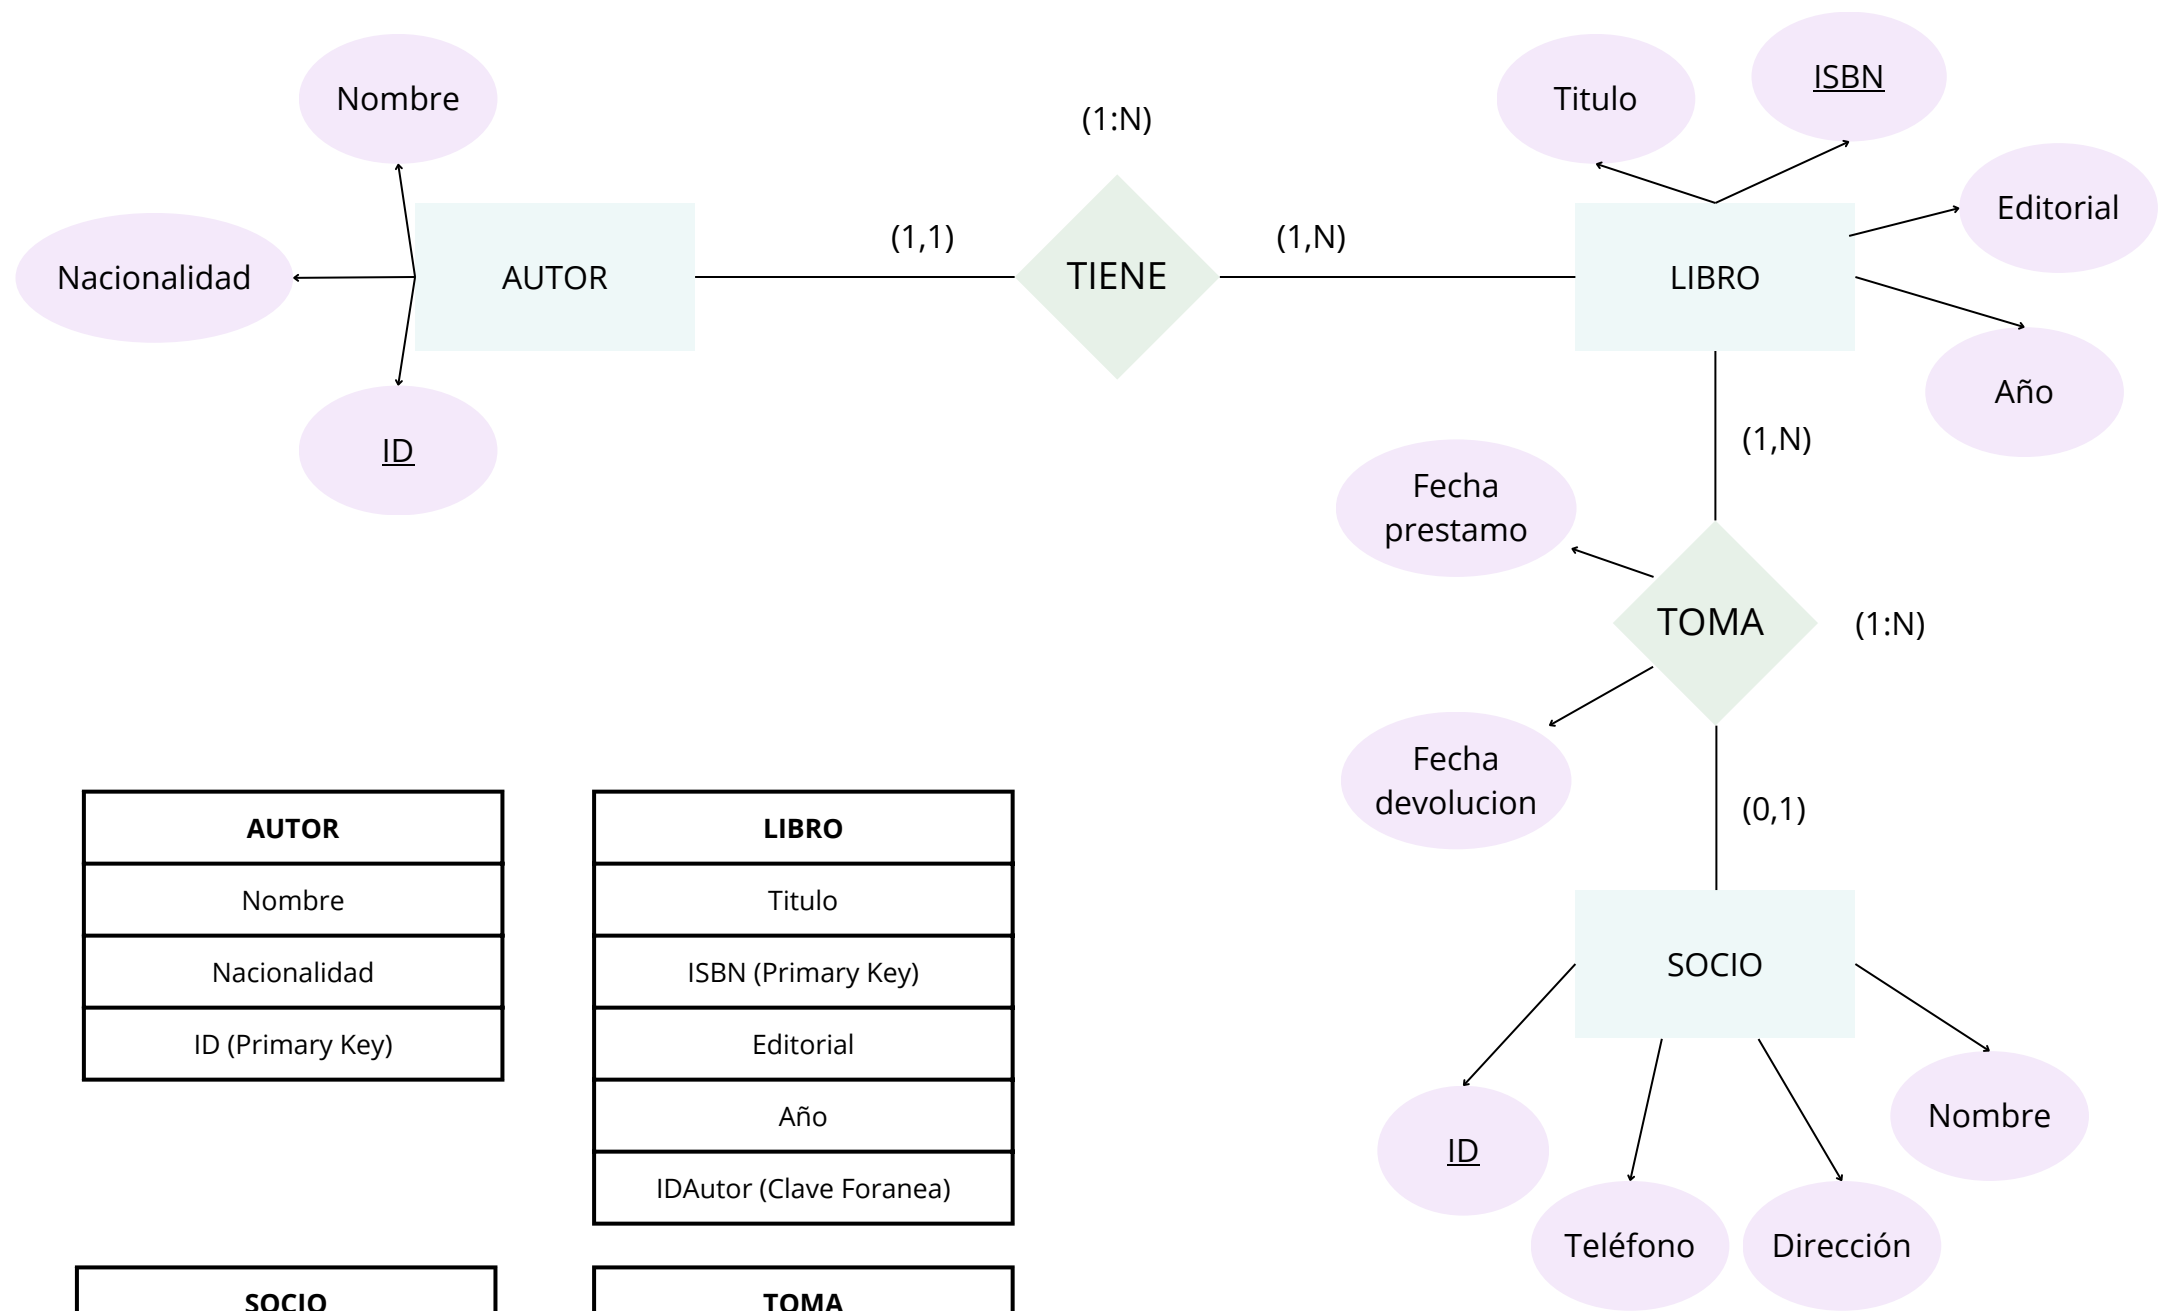 ISBN
Nombre
Titulo
(1:N)
Editorial
(1,1)
(1,N)
Nacionalidad
AUTOR
TIENE
LIBRO
Año
(1,N)
ID
Fecha
prestamo
TOMA
(1:N)
Fecha
devolucion
(0,1)
SOCIO
Nombre
ID
Teléfono
Dirección
AUTOR
Nombre
Nacionalidad
ID (Primary Key)
LIBRO
Titulo
ISBN (Primary Key)
Editorial
Año
IDAutor (Clave Foranea)
SOCIO
TOMA